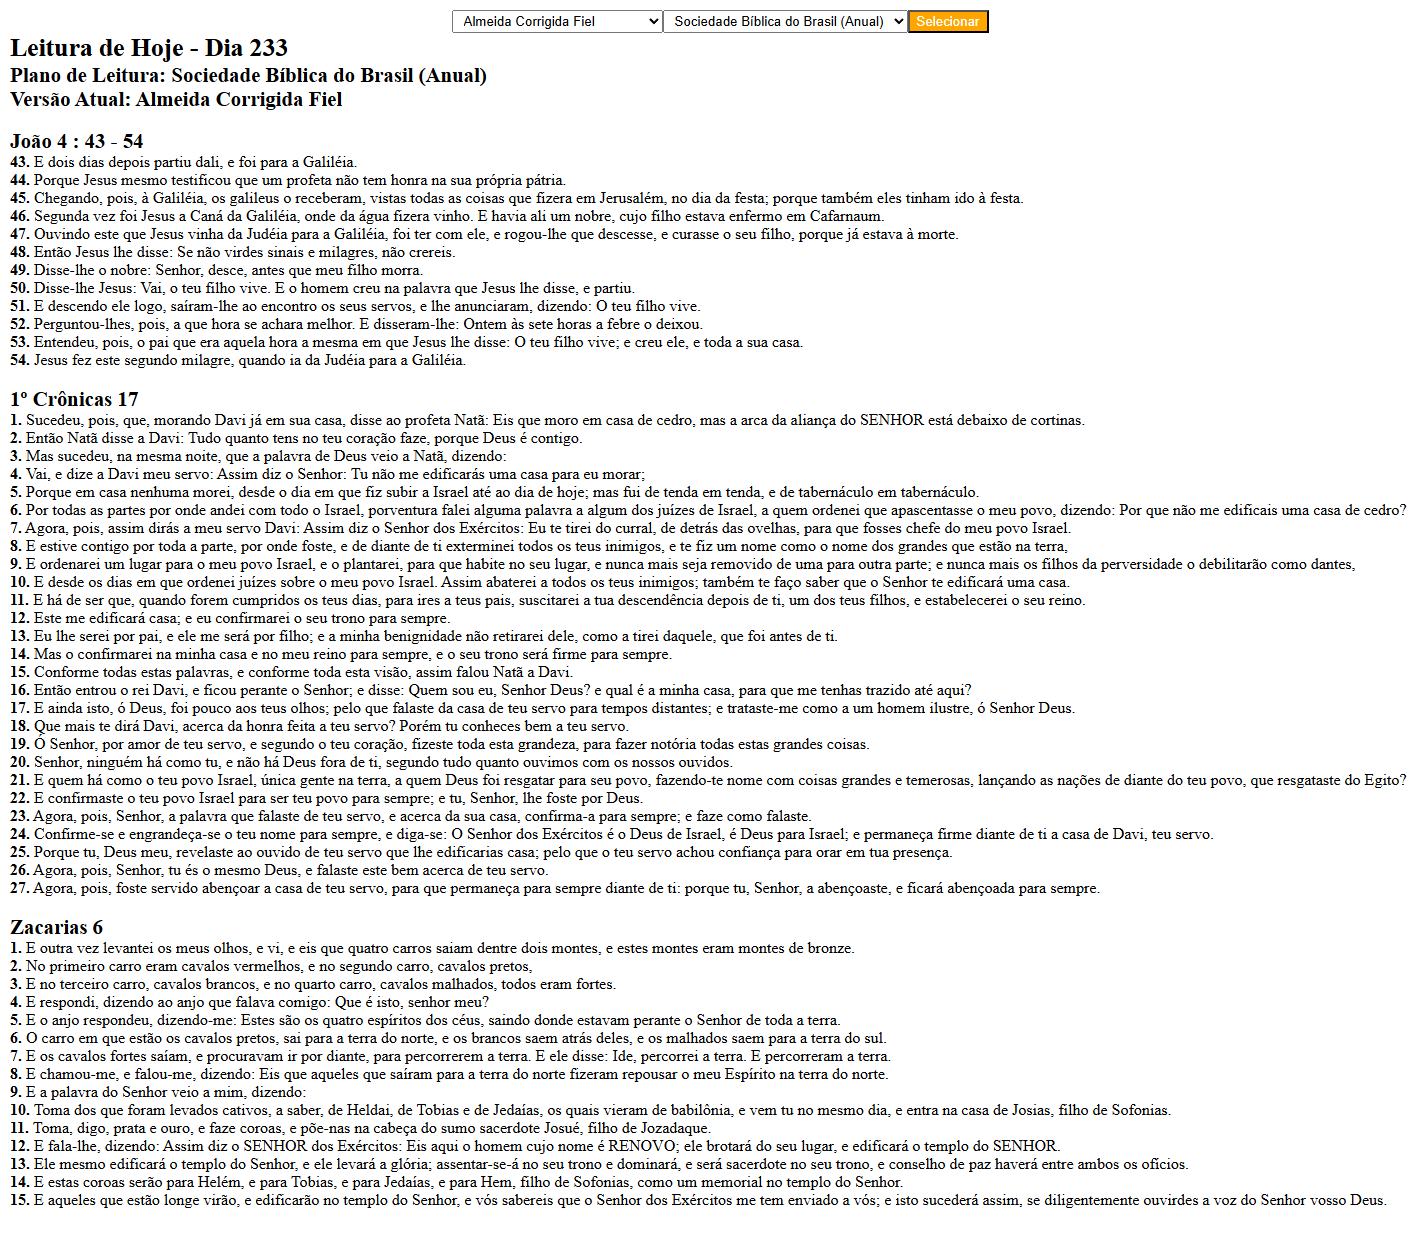 Almeida Corrigida Fiel Sociedade Bíblica do Brasil (Anual) Selecionar
Leitura de Hoje - Dia 233
Plano de Leitura: Sociedade Bíblica do Brasil (Anual)
Versão Atual: Almeida Corrigida Fiel
João 4 : 43 - 54
43. E dois dias depois partiu dali, e foi para a Galiléia.
44. Porque Jesus mesmo testificou que um profeta não tem honra na sua própria pátria.
45. Chegando, pois, à Galiléia, os galileus o receberam, vistas todas as coisas que fizera em Jerusalém, no dia da festa; porque também eles tinham ido à festa.
46. Segunda vez foi Jesus a Caná da Galiléia, onde da água fizera vinho. E havia ali um nobre, cujo filho estava enfermo em Cafarnaum.
47. Ouvindo este que Jesus vinha da Judéia para a Galiléia, foi ter com ele, e rogou-lhe que descesse, e curasse o seu filho, porque já estava à morte.
48. Então Jesus lhe disse: Se não virdes sinais e milagres, não crereis.
49. Disse-lhe o nobre: Senhor, desce, antes que meu filho morra.
50. Disse-lhe Jesus: Vai, o teu filho vive. E o homem creu na palavra que Jesus lhe disse, e partiu.
51. E descendo ele logo, saíram-lhe ao encontro os seus servos, e lhe anunciaram, dizendo: O teu filho vive.
52. Perguntou-lhes, pois, a que hora se achara melhor. E disseram-lhe: Ontem às sete horas a febre o deixou.
53. Entendeu, pois, o pai que era aquela hora a mesma em que Jesus lhe disse: O teu filho vive; e creu ele, e toda a sua casa.
54. Jesus fez este segundo milagre, quando ia da Judéia para a Galiléia.
1º Crônicas 17
1. Sucedeu, pois, que, morando Davi já em sua casa, disse ao profeta Natã: Eis que moro em casa de cedro, mas a arca da aliança do SENHOR está debaixo de cortinas.
2. Então Natã disse a Davi: Tudo quanto tens no teu coração faze, porque Deus é contigo.
3. Mas sucedeu, na mesma noite, que a palavra de Deus veio a Natã, dizendo:
4. Vai, e dize a Davi meu servo: Assim diz o Senhor: Tu não me edificarás uma casa para eu morar;
5. Porque em casa nenhuma morei, desde o dia em que fiz subir a Israel até ao dia de hoje; mas fui de tenda em tenda, e de tabernáculo em tabernáculo.
6. Por todas as partes por onde andei com todo o Israel, porventura falei alguma palavra a algum dos juízes de Israel, a quem ordenei que apascentasse o meu povo, dizendo: Por que não me edificais uma casa de cedro?
7. Agora, pois, assim dirás a meu servo Davi: Assim diz o Senhor dos Exércitos: Eu te tirei do curral, de detrás das ovelhas, para que fosses chefe do meu povo Israel.
8. E estive contigo por toda a parte, por onde foste, e de diante de ti exterminei todos os teus inimigos, e te fiz um nome como o nome dos grandes que estão na terra,
9. E ordenarei um lugar para o meu povo Israel, e o plantarei, para que habite no seu lugar, e nunca mais seja removido de uma para outra parte; e nunca mais os filhos da perversidade o debilitarão como dantes,
10. E desde os dias em que ordenei juízes sobre o meu povo Israel. Assim abaterei a todos os teus inimigos; também te faço saber que o Senhor te edificará uma casa.
11. E há de ser que, quando forem cumpridos os teus dias, para ires a teus pais, suscitarei a tua descendência depois de ti, um dos teus filhos, e estabelecerei o seu reino.
12. Este me edificará casa; e eu confirmarei o seu trono para sempre.
13. Eu lhe serei por pai, e ele me será por filho; e a minha benignidade não retirarei dele, como a tirei daquele, que foi antes de ti.
14. Mas o confirmarei na minha casa e no meu reino para sempre, e o seu trono será firme para sempre.
15. Conforme todas estas palavras, e conforme toda esta visão, assim falou Natã a Davi.
16. Então entrou o rei Davi, e ficou perante o Senhor; e disse: Quem sou eu, Senhor Deus? e qual é a minha casa, para que me tenhas trazido até aqui?
17. E ainda isto, ó Deus, foi pouco aos teus olhos; pelo que falaste da casa de teu servo para tempos distantes; e trataste-me como a um homem ilustre, ó Senhor Deus.
18. Que mais te dirá Davi, acerca da honra feita a teu servo? Porém tu conheces bem a teu servo.
19. Ó Senhor, por amor de teu servo, e segundo o teu coração, fizeste toda esta grandeza, para fazer notória todas estas grandes coisas.
20. Senhor, ninguém há como tu, e não há Deus fora de ti, segundo tudo quanto ouvimos com os nossos ouvidos.
21. E quem há como o teu povo Israel, única gente na terra, a quem Deus foi resgatar para seu povo, fazendo-te nome com coisas grandes e temerosas, lançando as nações de diante do teu povo, que resgataste do Egito?
22. E confirmaste o teu povo Israel para ser teu povo para sempre; e tu, Senhor, lhe foste por Deus.
23. Agora, pois, Senhor, a palavra que falaste de teu servo, e acerca da sua casa, confirma-a para sempre; e faze como falaste.
24. Confirme-se e engrandeça-se o teu nome para sempre, e diga-se: O Senhor dos Exércitos é o Deus de Israel, é Deus para Israel; e permaneça firme diante de ti a casa de Davi, teu servo.
25. Porque tu, Deus meu, revelaste ao ouvido de teu servo que lhe edificarias casa; pelo que o teu servo achou confiança para orar em tua presença.
26. Agora, pois, Senhor, tu és o mesmo Deus, e falaste este bem acerca de teu servo.
27. Agora, pois, foste servido abençoar a casa de teu servo, para que permaneça para sempre diante de ti: porque tu, Senhor, a abençoaste, e ficará abençoada para sempre.
Zacarias 6
1. E outra vez levantei os meus olhos, e vi, e eis que quatro carros saiam dentre dois montes, e estes montes eram montes de bronze.
2. No primeiro carro eram cavalos vermelhos, e no segundo carro, cavalos pretos,
3. E no terceiro carro, cavalos brancos, e no quarto carro, cavalos malhados, todos eram fortes.
4. E respondi, dizendo ao anjo que falava comigo: Que é isto, senhor meu?
5. E o anjo respondeu, dizendo-me: Estes são os quatro espíritos dos céus, saindo donde estavam perante o Senhor de toda a terra.
6. O carro em que estão os cavalos pretos, sai para a terra do norte, e os brancos saem atrás deles, e os malhados saem para a terra do sul.
7. E os cavalos fortes saíam, e procuravam ir por diante, para percorrerem a terra. E ele disse: Ide, percorrei a terra. E percorreram a terra.
8. E chamou-me, e falou-me, dizendo: Eis que aqueles que saíram para a terra do norte fizeram repousar o meu Espírito na terra do norte.
9. E a palavra do Senhor veio a mim, dizendo:
10. Toma dos que foram levados cativos, a saber, de Heldai, de Tobias e de Jedaías, os quais vieram de babilônia, e vem tu no mesmo dia, e entra na casa de Josias, filho de Sofonias.
11. Toma, digo, prata e ouro, e faze coroas, e põe-nas na cabeça do sumo sacerdote Josué, filho de Jozadaque.
12. E fala-lhe, dizendo: Assim diz o SENHOR dos Exércitos: Eis aqui o homem cujo nome é RENOVO; ele brotará do seu lugar, e edificará o templo do SENHOR.
13. Ele mesmo edificará o templo do Senhor, e ele levará a glória; assentar-se-á no seu trono e dominará, e será sacerdote no seu trono, e conselho de paz haverá entre ambos os ofícios.
14. E estas coroas serão para Helém, e para Tobias, e para Jedaías, e para Hem, filho de Sofonias, como um memorial no templo do Senhor.
15. E aqueles que estão longe virão, e edificarão no templo do Senhor, e vós sabereis que o Senhor dos Exércitos me tem enviado a vós; e isto sucederá assim, se diligentemente ouvirdes a voz do Senhor vosso Deus.